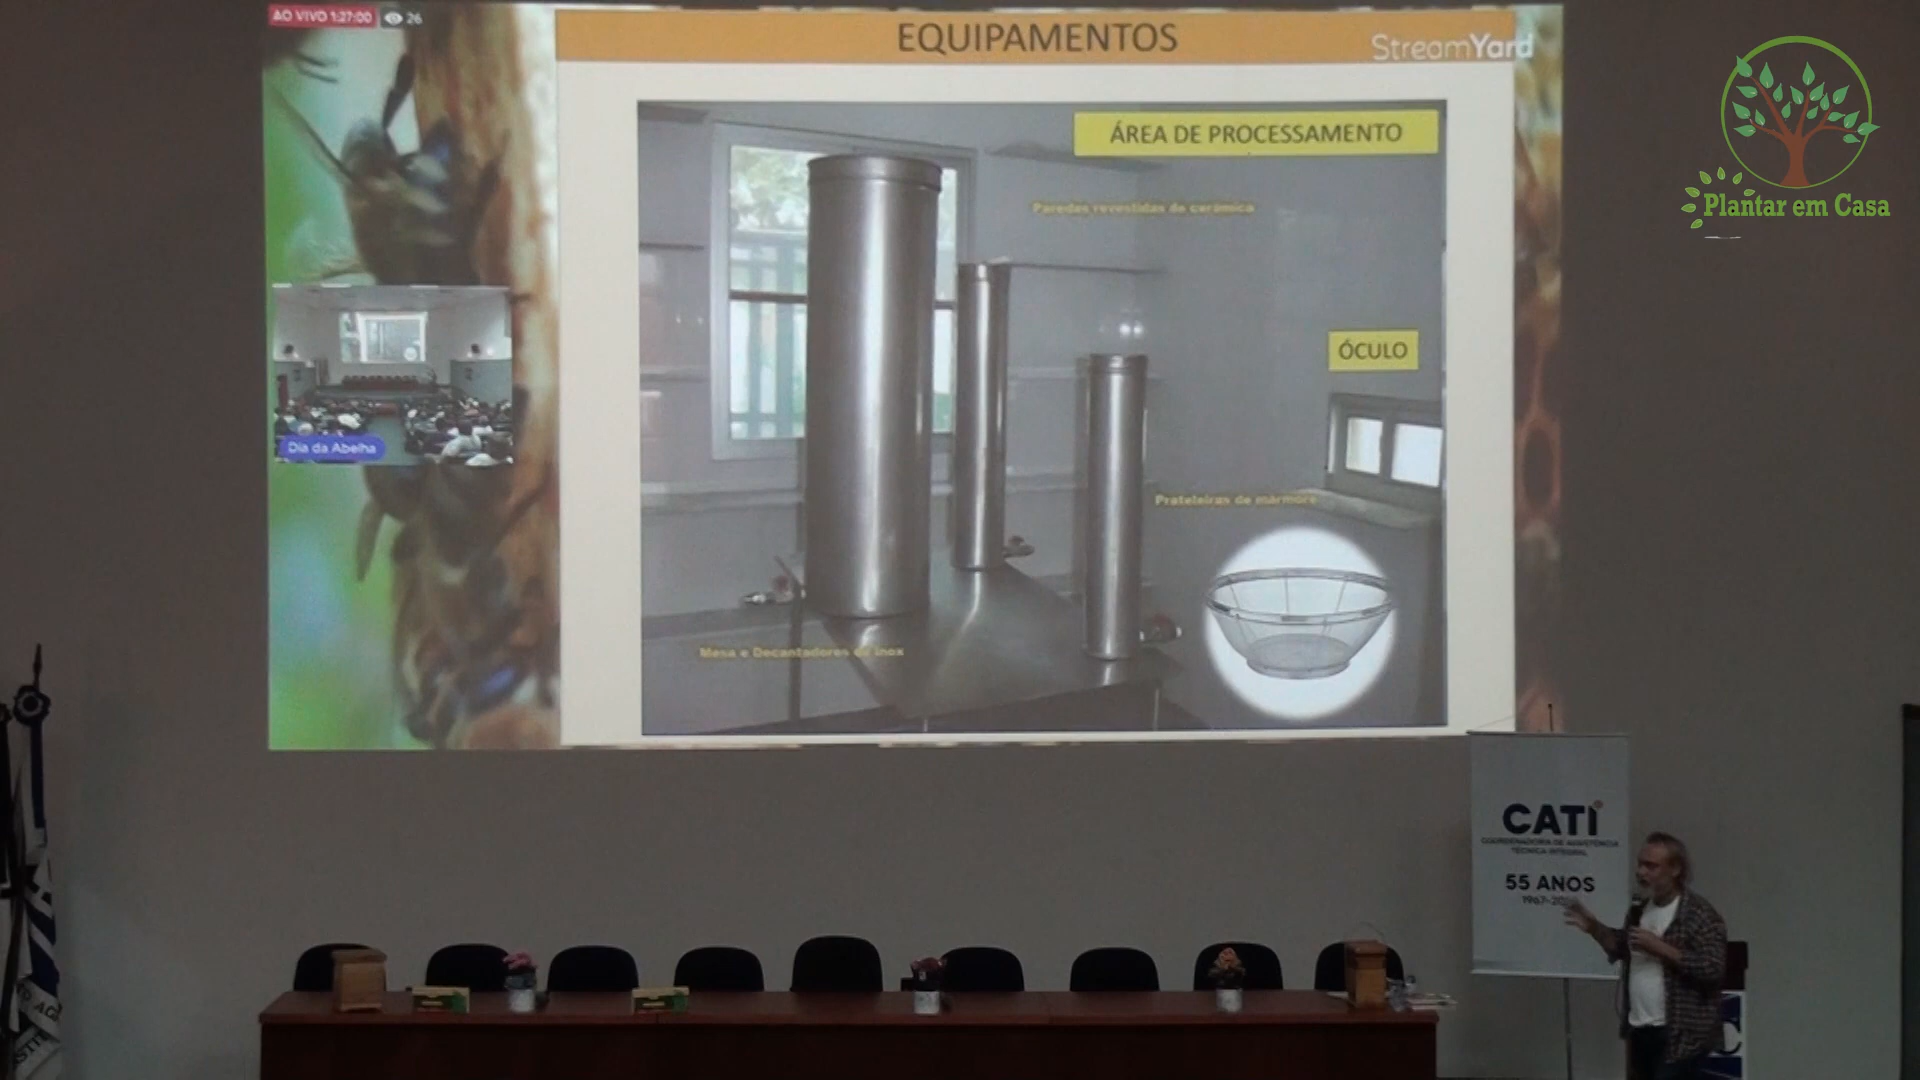 AO VIVO 1:27:00
26
EQUIPAMENTOS
StreamYard
ÁREA DE PROCESSAMENTO
Paredes revestidas de cerâmica
ÓCULO
Dia da Abelha
Prateleiras de mármore
Mesa e Decantadores de Inox
Plantar em Casa
CATI
COORDENADORIA DE ASSISTÊNCIA
TÉCNICA INTEGRAL
55 ANOS